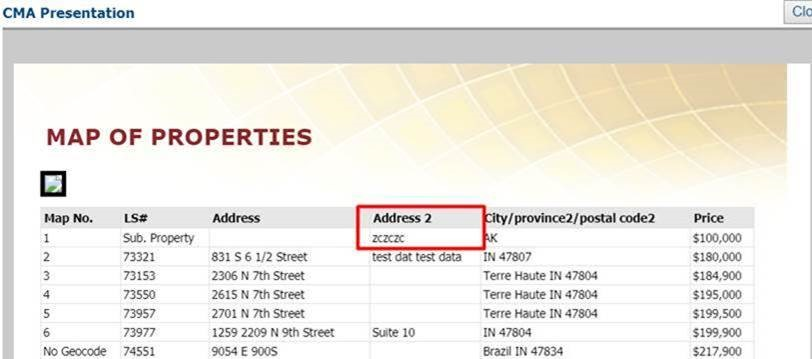 CMA Presentation Clo
MAP OF PROPERTIES
Map No. LS# Address Address 2 City/province2/postal code2 Price
1 Sub. Property zczczc AK $100,000
2 73321 831 S 6 1/2 Street test dat test data IN 47807 $180,000
3 73153 2306 N 7th Street Terre Haute IN 47804 $184,900
4 73550 2615 N 7th Street Terre Haute IN 47804 $195,000
5 73957 2701 N 7th Street Terre Haute IN 47804 $199,500
6 73977 1259 2209 N 9th Street Suite 10 IN 47804 $199,900
No Geocode 74551 9054 E 900S Brazil IN 47834 $217,900